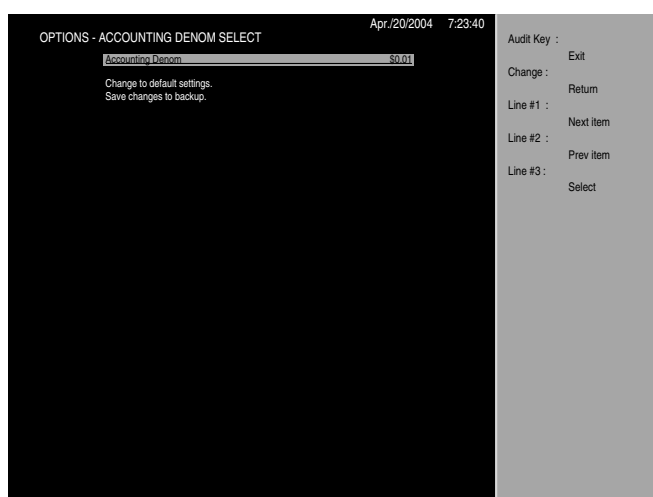 Apr./20/2004 7:23:40
OPTIONS - ACCOUNTING DENOM SELECT
Accounting Denom $0.01
Change to default settings.
Save changes to backup.
Audit Key :
Exit
Change :
Return
Line #1 :
Next item
Line #2 :
Prev item
Line #3 :
Select